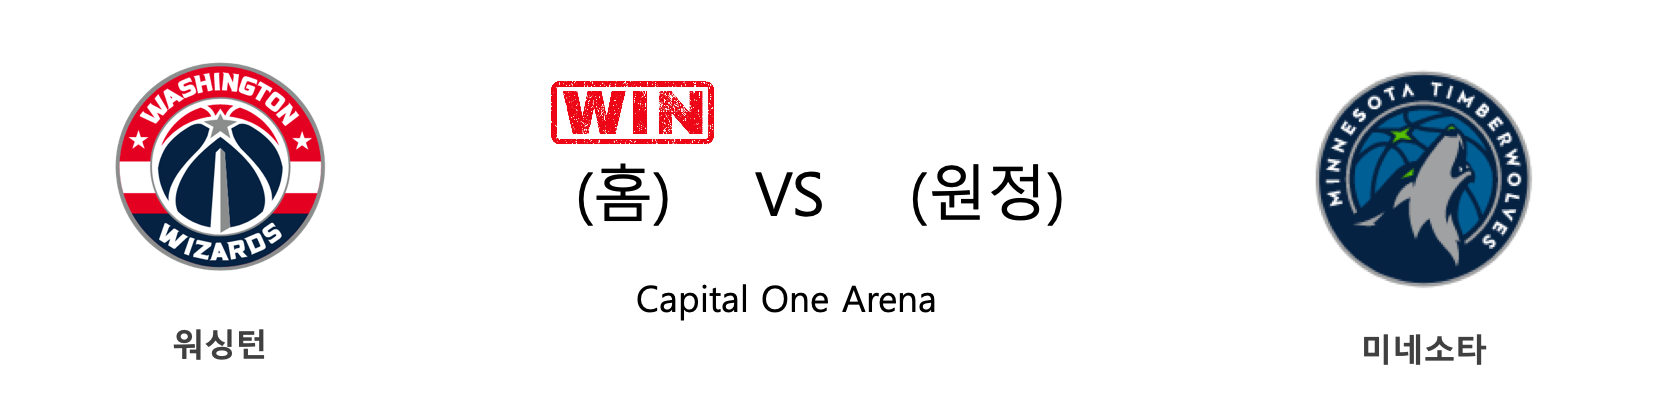 WASHINGTON
WIZARDS
워싱턴
WIN
(홈) VS (원정)
Capital One Arena
MINNESOTA TIMBERWOLVES
미네소타